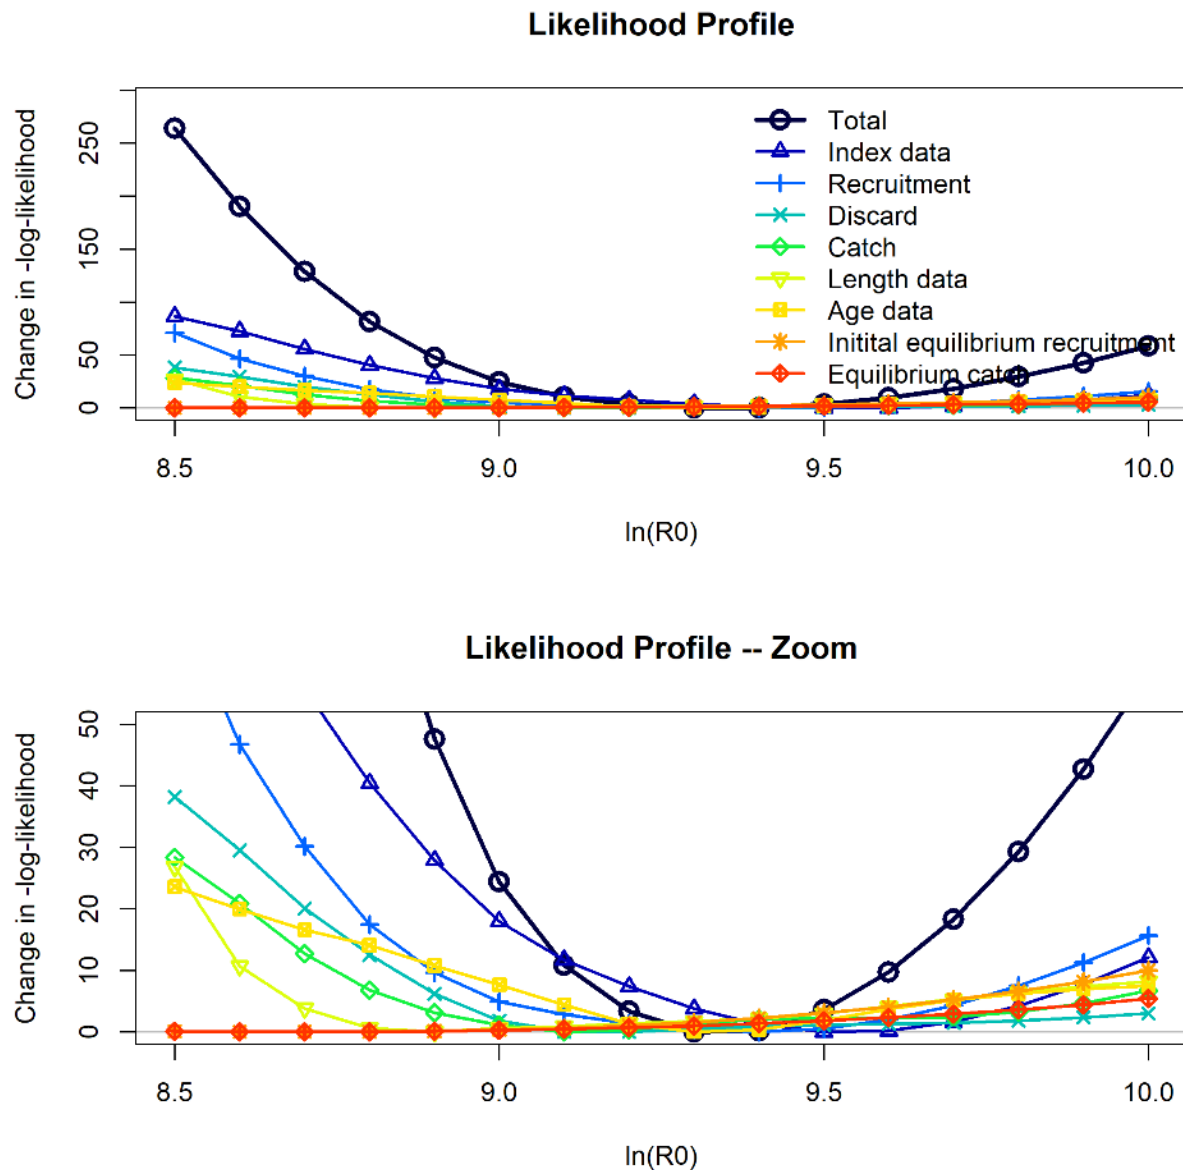 Likelihood Profile
Change in -log-likelihood
250
150
50
0
Total
Index data
Recruitment
Discard
Catch
Length data
Age data
Initital equilibrium recruitment
Equilibrium catch
8.5 9.0 9.5 10.0
ln(R0)
Likelihood Profile -- Zoom
Change in -log-likelihood
50
40
30
20
10
0
8.5 9.0 9.5 10.0
ln(R0)